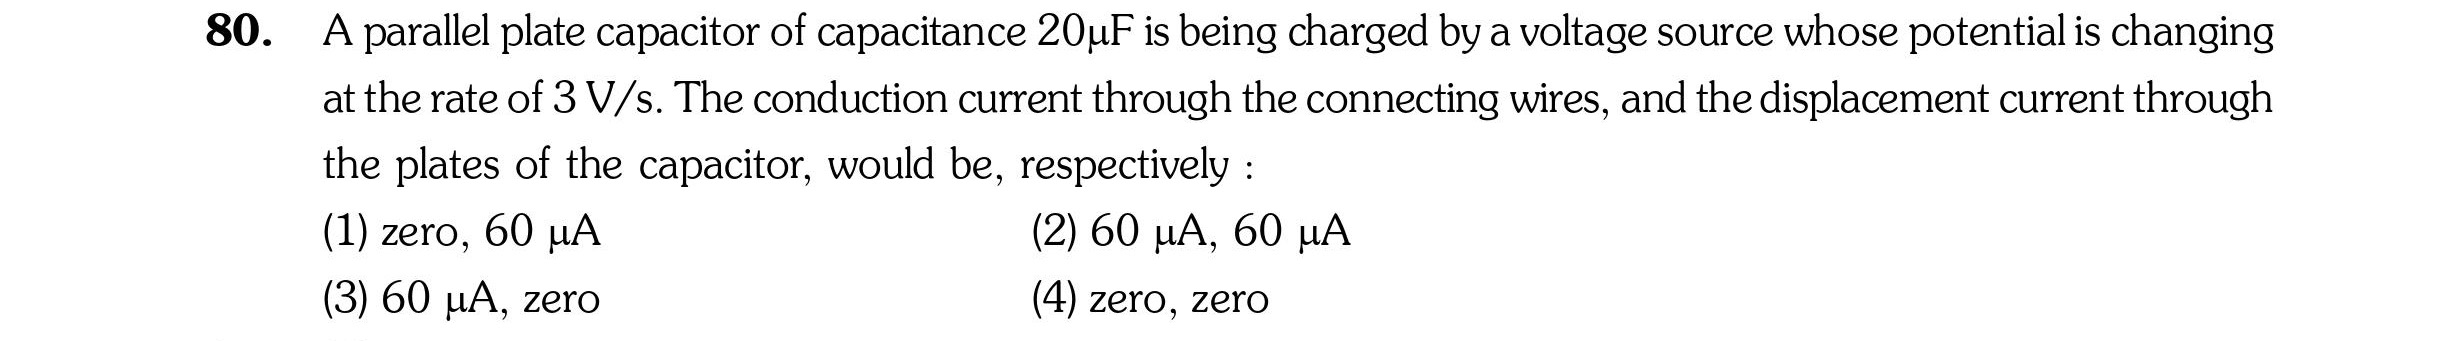 80. A parallel plate capacitor of capacitance 20μF is being charged by a voltage source whose potential is changing
at the rate of 3 V/s. The conduction current through the connecting wires, and the displacement current through
the plates of the capacitor, would be, respectively :
(1) zero, 60 μA (2) 60 μA, 60 μA
(3) 60 μA, zero (4) zero, zero